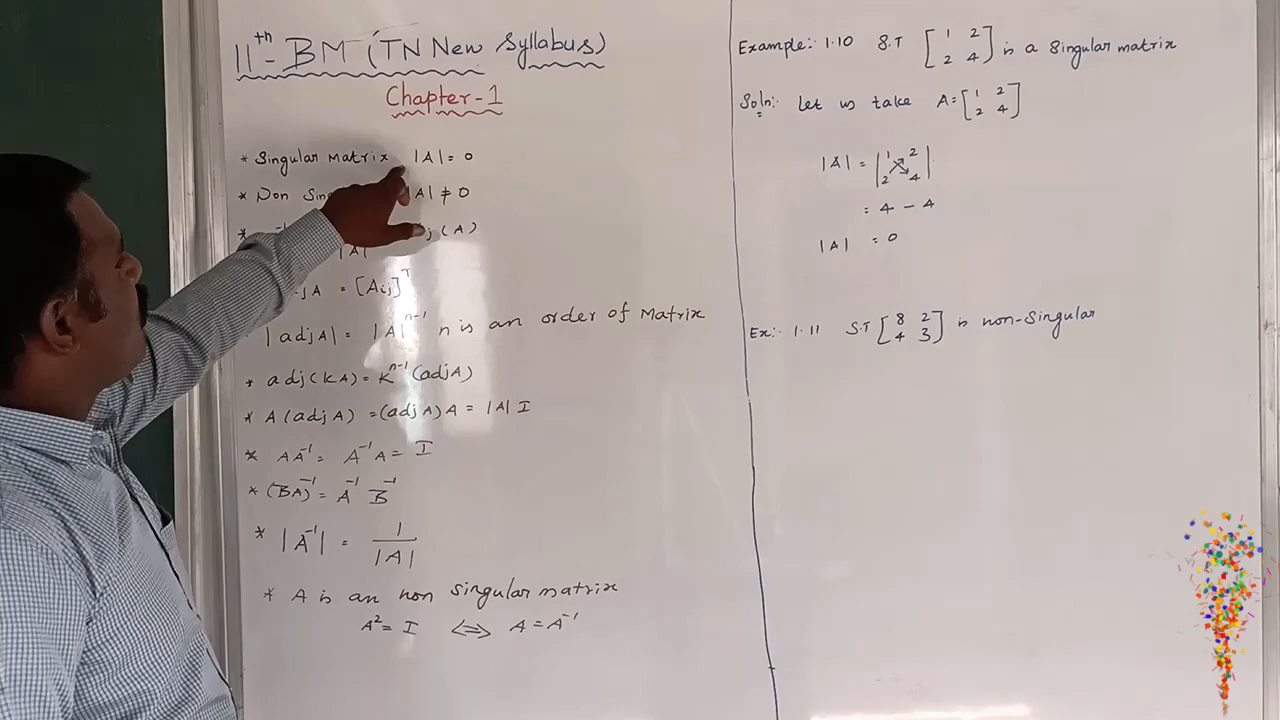 11th - BM (TN New Syllabus)
Chapter-1
* Singular Matrix |A| = 0
* Non Sin |A| ≠ 0
* -1 j(A)
|A|
jA = [Aij]^T
|adjA| = |A|^n-1 n is an order of Matrix
* adj(KA) = K^n-1 (adjA)
* A(adjA) = (adjA)A = |A| I
* AA^-1 = A^-1 A = I
* (BA)^-1 = A^-1 B^-1
* |A^-1| = 1/|A|
* A is an non singular matrix
A² = I ⇔ A = A^-1
Example:- 1.10 S.T [1 2
2 4] is a Singular matrix
Soln:- Let us take A = [1 2
2 4]
|A| = |1 2
2 4|
= 4 - 4
|A| = 0
Ex:- 1.11 S.T [8 2
4 3] is non-Singular